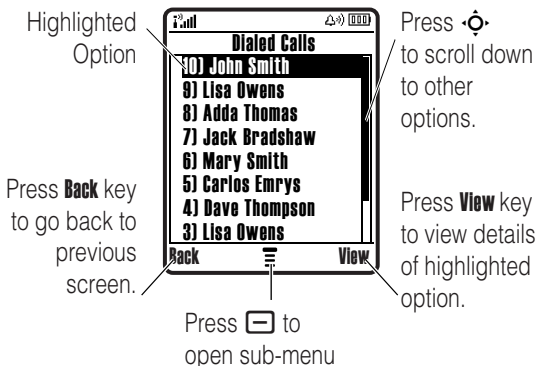 Highlighted
Option
Dialed Calls
10) John Smith
9) Lisa Owens
8) Adda Thomas
7) Jack Bradshaw
6) Mary Smith
5) Carlos Emrys
4) Dave Thompson
3) Lisa Owens
Back
View
Press
to scroll down
to other
options.
Press Back key
to go back to
previous
screen.
Press View key
to view details
of highlighted
option.
Press to
open sub-menu